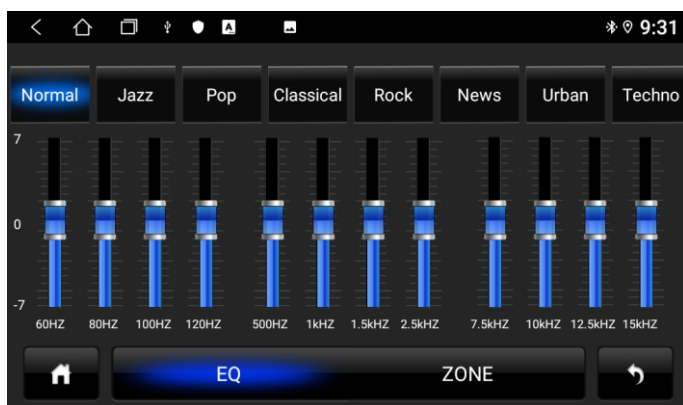 A
9:31
Normal Jazz Pop Classical Rock News Urban Techno
7
0
-7
60HZ 80HZ 100HZ 120HZ 500HZ 1kHZ 1.5kHZ 2.5kHZ 7.5kHZ 10kHZ 12.5kHZ 15kHZ
EQ ZONE